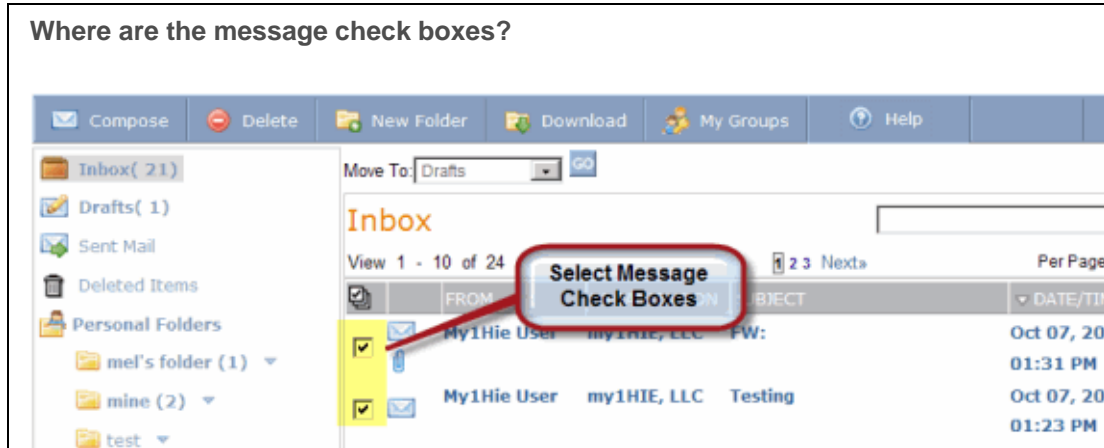 Where are the message check boxes?
Compose Delete New Folder Download My Groups Help
Inbox( 21)
Move To: Drafts GO
Drafts( 1)
Inbox
Sent Mail
View 1 - 10 of 24
1 2 3 Next»
Per Page
Select Message
Check Boxes
Deleted Items
FROM SUBJECT DATE/TI
Personal Folders
My1Hie User my1HIE, LLC FW: Oct 07, 20
01:31 PM
mel's folder (1)
mine (2)
My1Hie User my1HIE, LLC Testing Oct 07, 20
01:23 PM
test